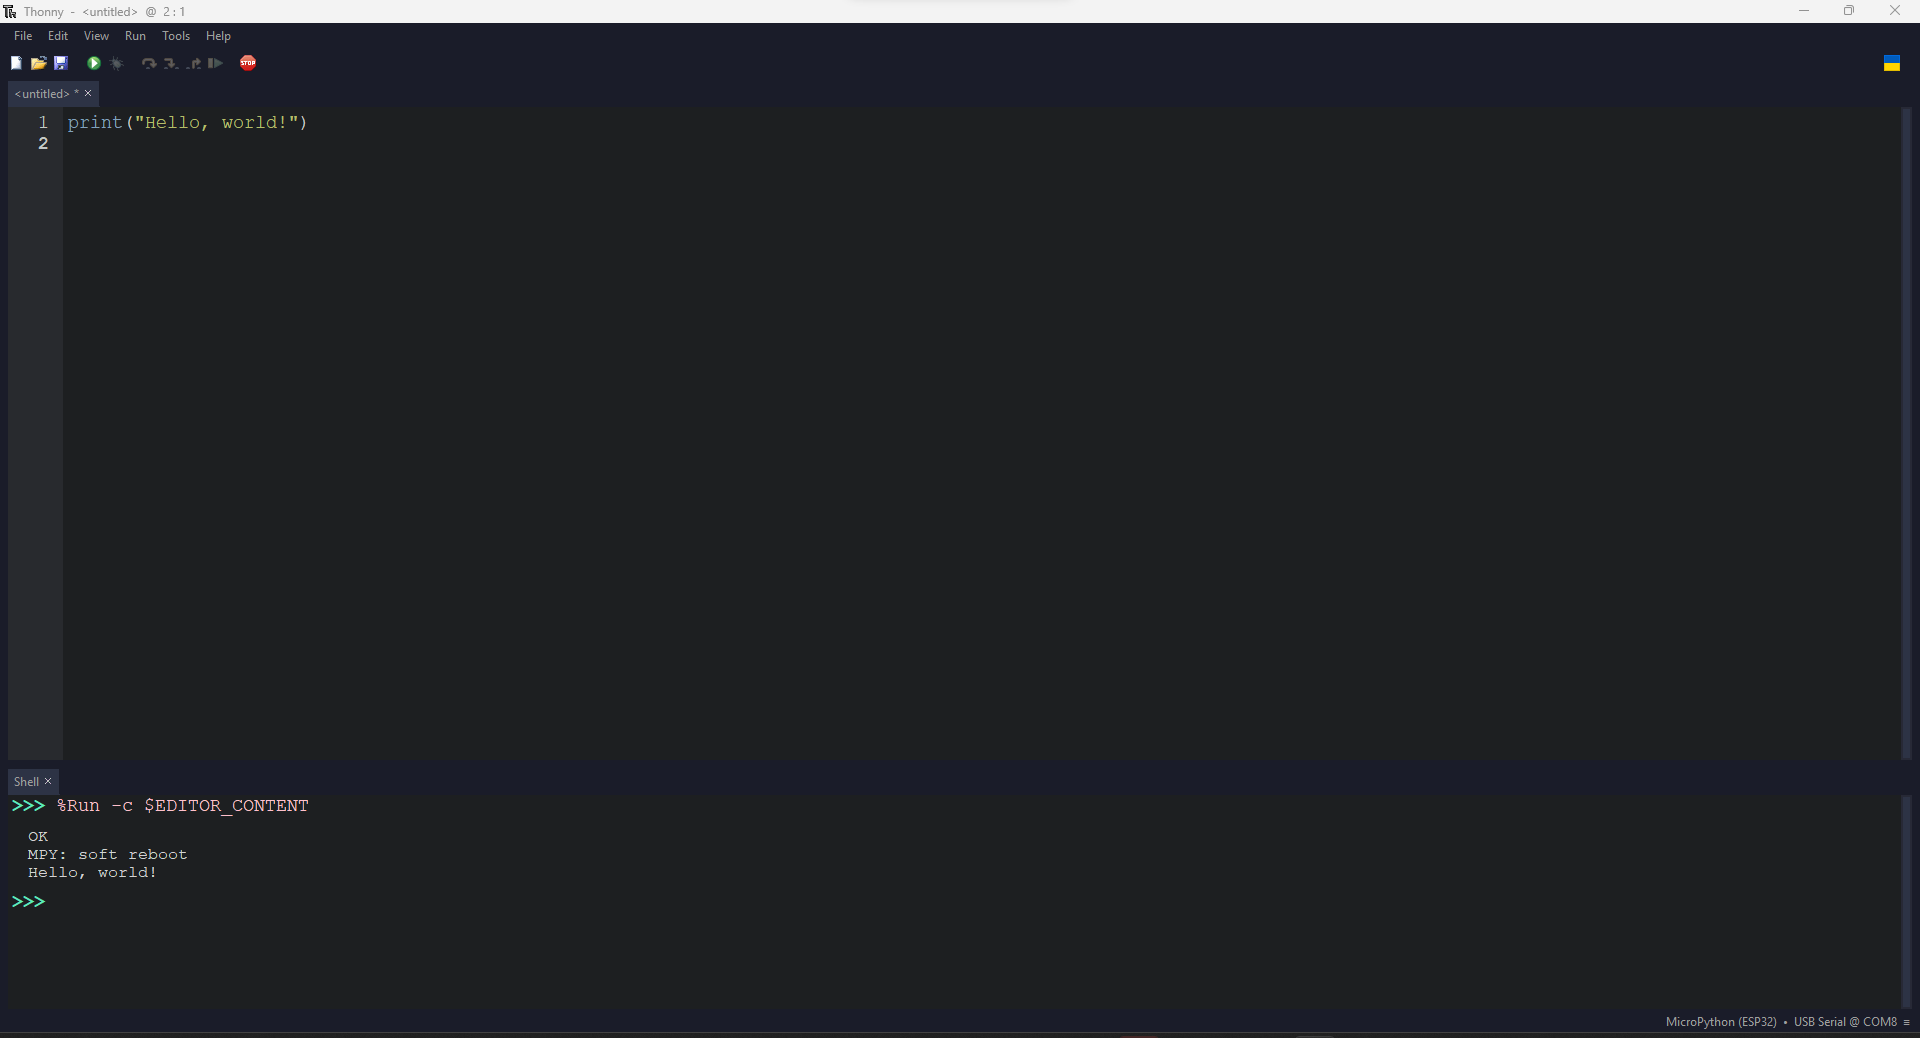 Thonny - <untitled> @ 2:1
File Edit View Run Tools Help
STOP
<untitled> * ×
1 print("Hello, world!")
2
Shell ×
>>> %Run -c $EDITOR_CONTENT
OK
MPY: soft reboot
Hello, world!
>>>
MicroPython (ESP32) • USB Serial @ COM8 ≡